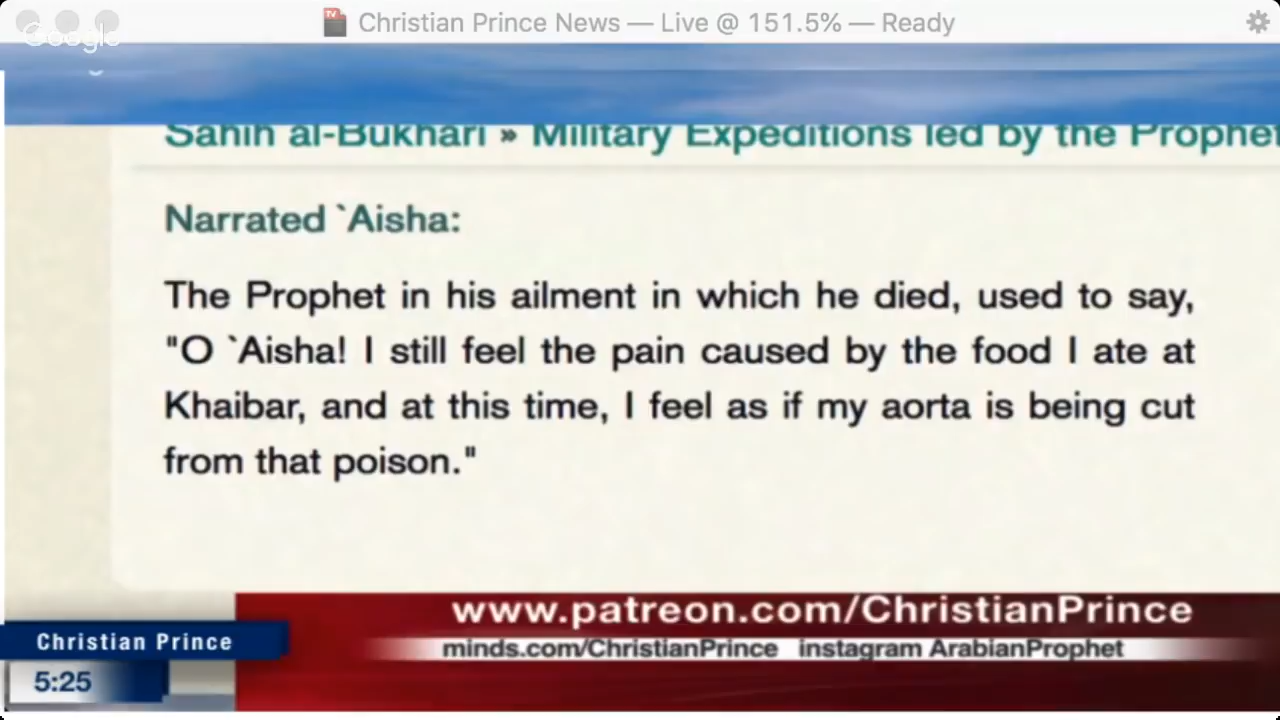 Christian Prince News — Live @ 151.5% — Ready
Google
Sahih al-Bukhari » Military Expeditions led by the Prophet
Narrated `Aisha:
The Prophet in his ailment in which he died, used to say,
"O `Aisha! I still feel the pain caused by the food I ate at
Khaibar, and at this time, I feel as if my aorta is being cut
from that poison."
www.patreon.com/ChristianPrince
Christian Prince
minds.com/ChristianPrince instagram ArabianProphet
5:25